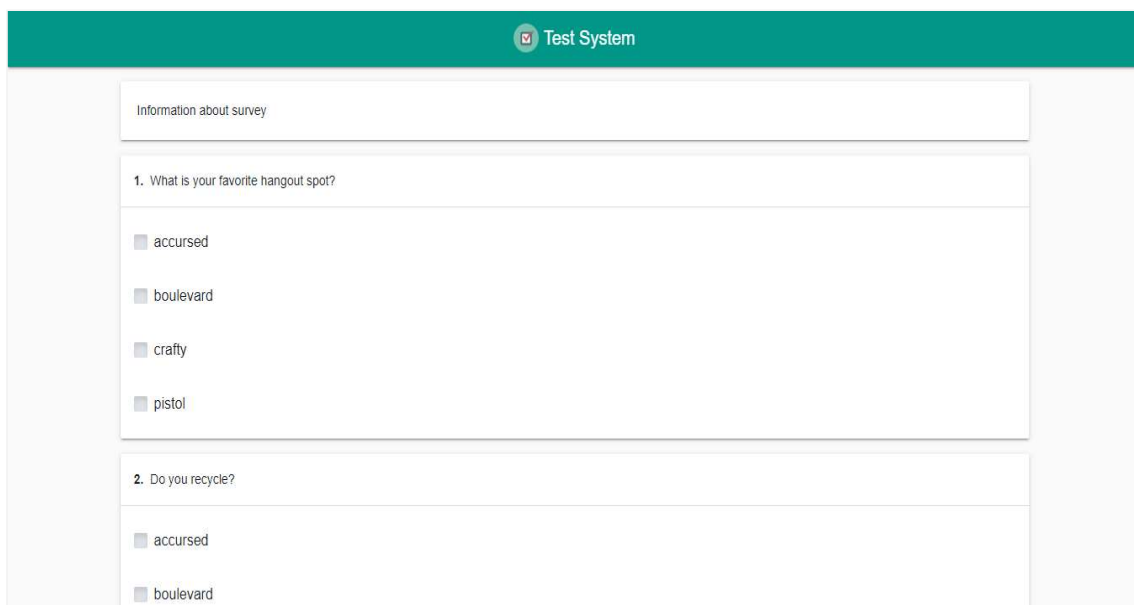 Test System
Information about survey
1. What is your favorite hangout spot?
accursed
boulevard
crafty
pistol
2. Do you recycle?
accursed
boulevard